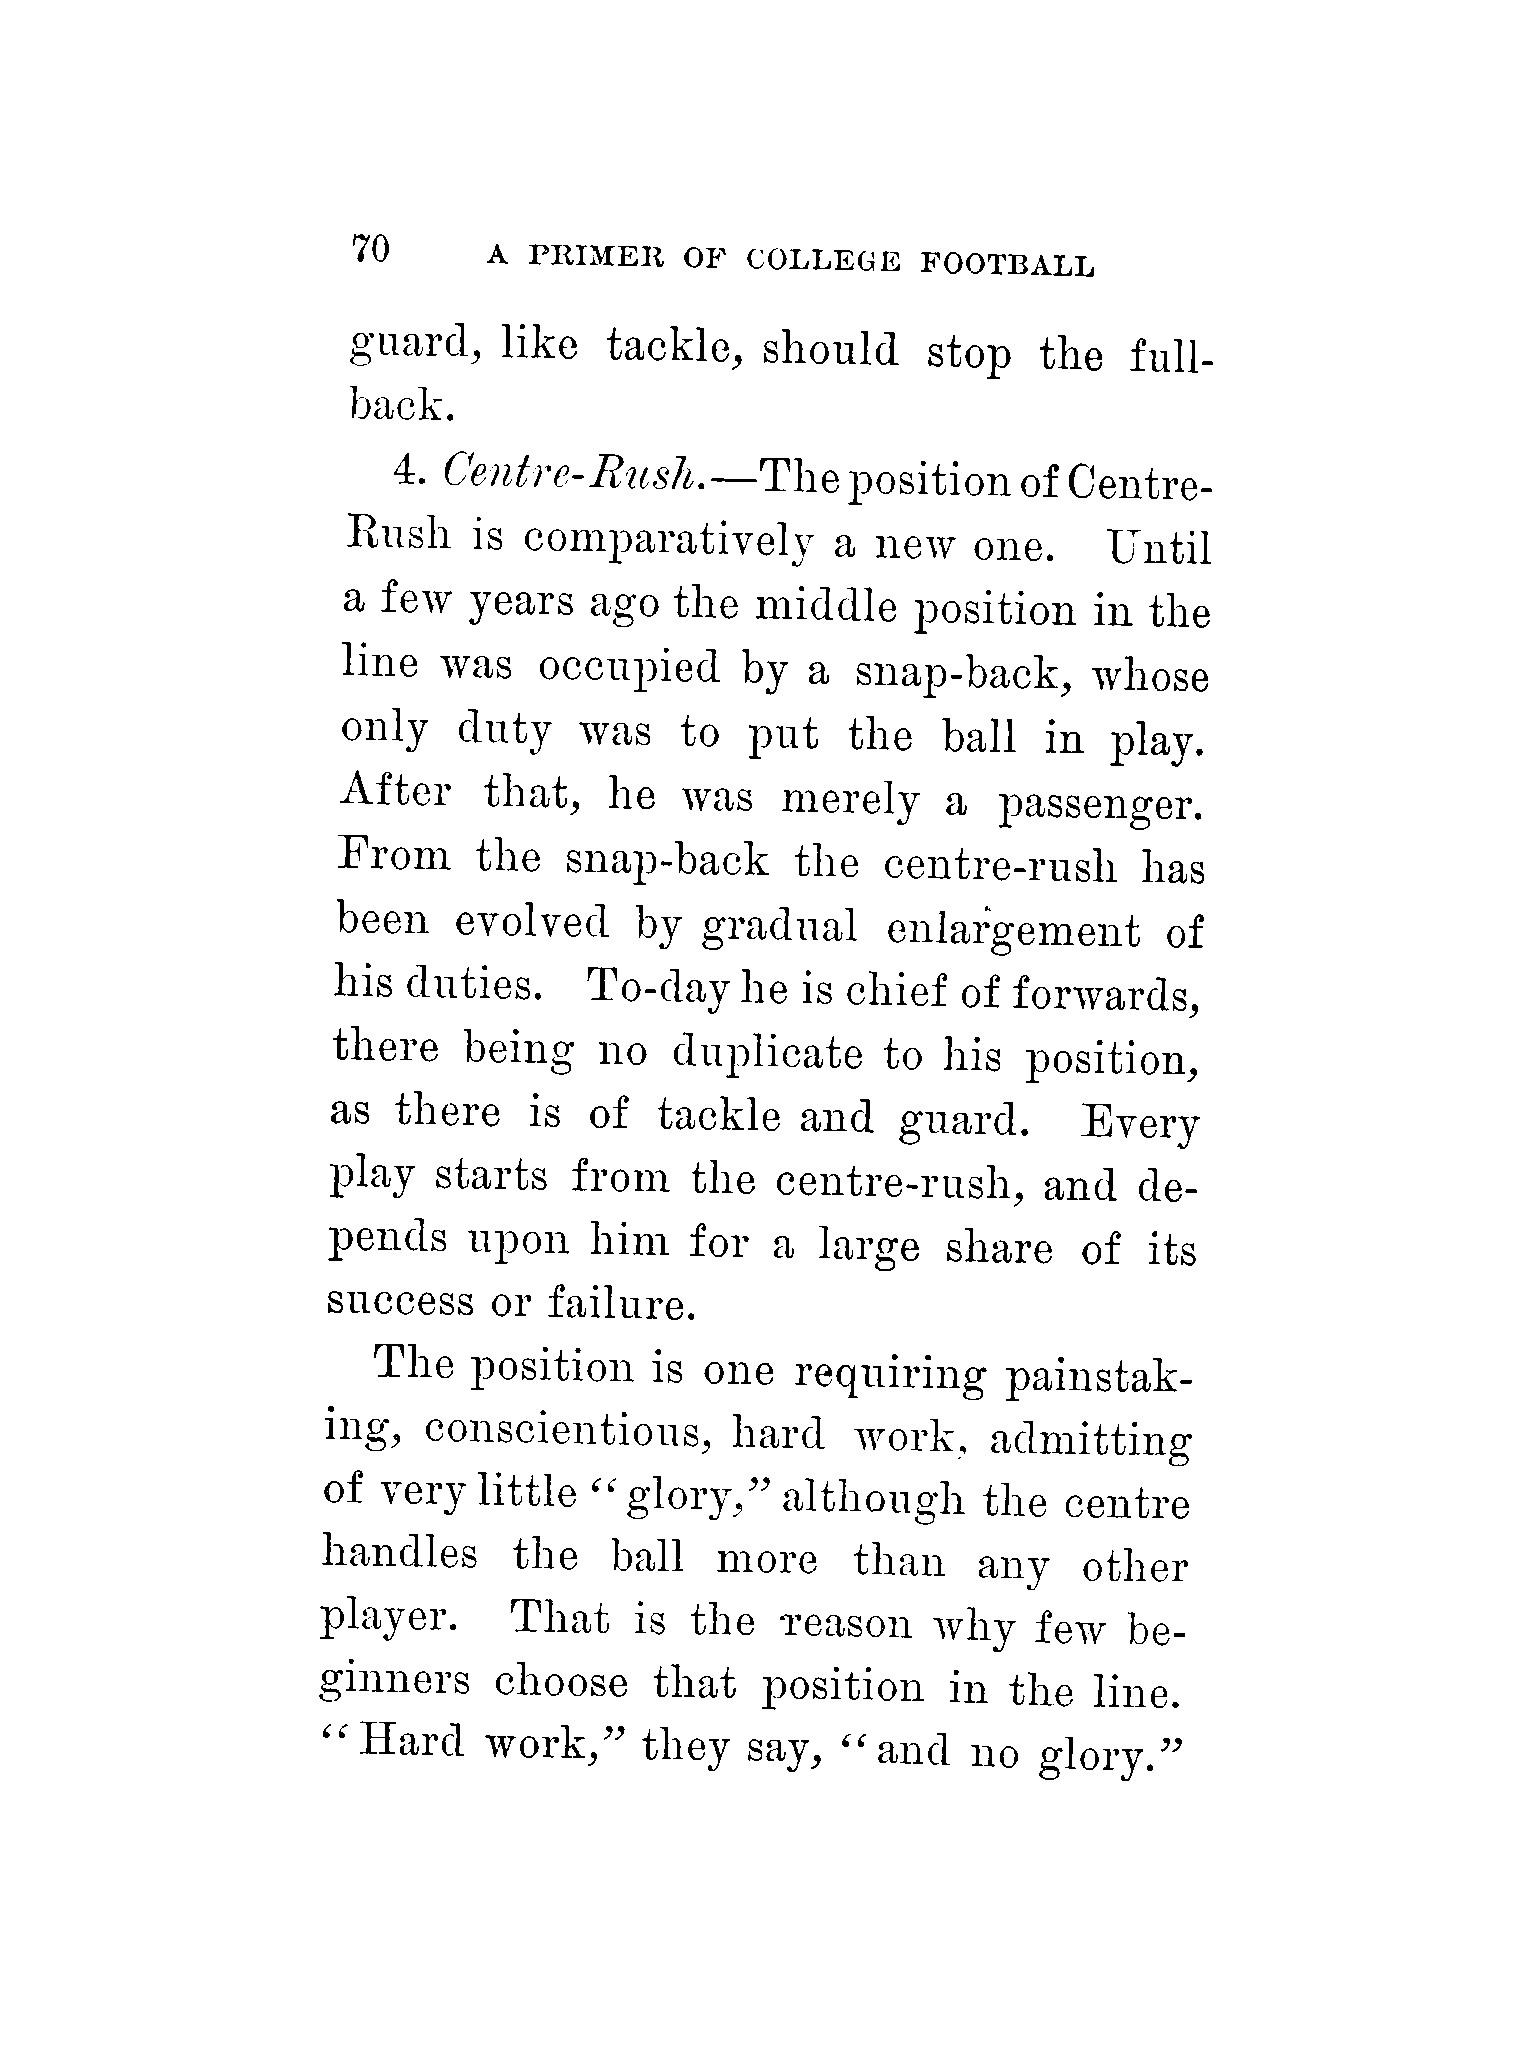 70 A PRIMER OF COLLEGE FOOTBALL
guard, like tackle, should stop the full-
back.
4. Centre-Rush.—The position of Centre-
Rush is comparatively a new one. Until
a few years ago the middle position in the
line was occupied by a snap-back, whose
only duty was to put the ball in play.
After that, he was merely a passenger.
From the snap-back the centre-rush has
been evolved by gradual enlargement of
his duties. To-day he is chief of forwards,
there being no duplicate to his position,
as there is of tackle and guard. Every
play starts from the centre-rush, and de-
pends upon him for a large share of its
success or failure.
The position is one requiring painstak-
ing, conscientious, hard work, admitting
of very little “glory,” although the centre
handles the ball more than any other
player. That is the reason why few be-
ginners choose that position in the line.
“Hard work,” they say, “and no glory.”